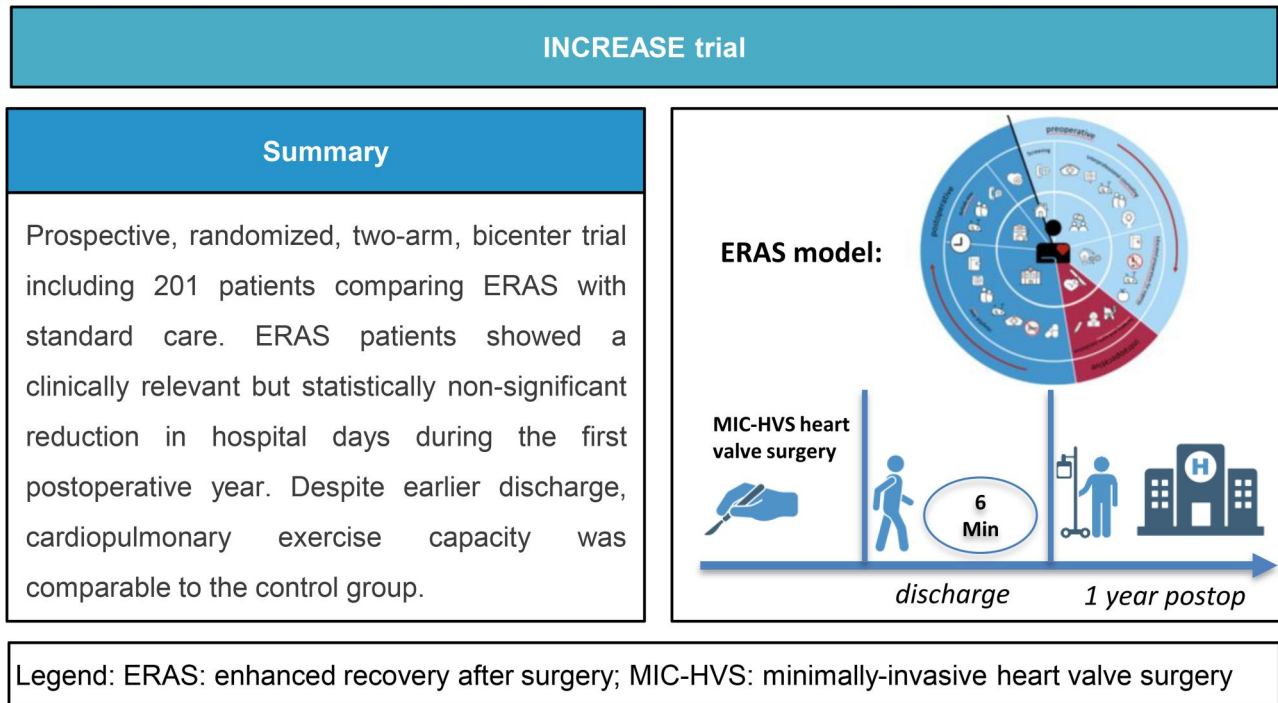 INCREASE trial
Summary
Prospective, randomized, two-arm, bicenter trial
including 201 patients comparing ERAS with
standard care. ERAS patients showed a
clinically relevant but statistically non-significant
reduction in hospital days during the first
postoperative year. Despite earlier discharge,
cardiopulmonary exercise capacity was
comparable to the control group.
preoperative
Screening
postoperative
ERAS model:
MIC-HVS heart
valve surgery
6
Min
H
discharge
1 year postop
Legend: ERAS: enhanced recovery after surgery; MIC-HVS: minimally-invasive heart valve surgery